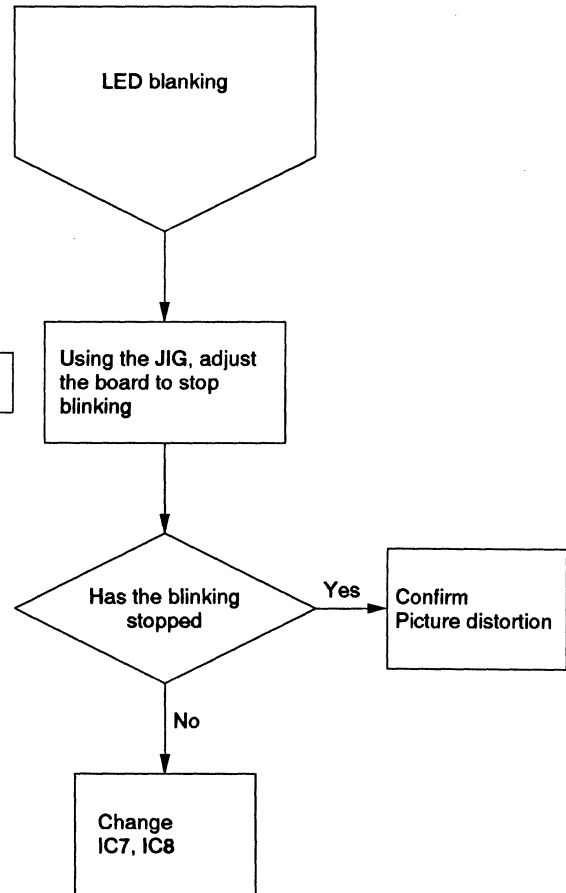 LED blanking
Using the JIG, adjust
the board to stop
blinking
Has the blinking
stopped
Yes
Confirm
Picture distortion
No
Change
IC7, IC8